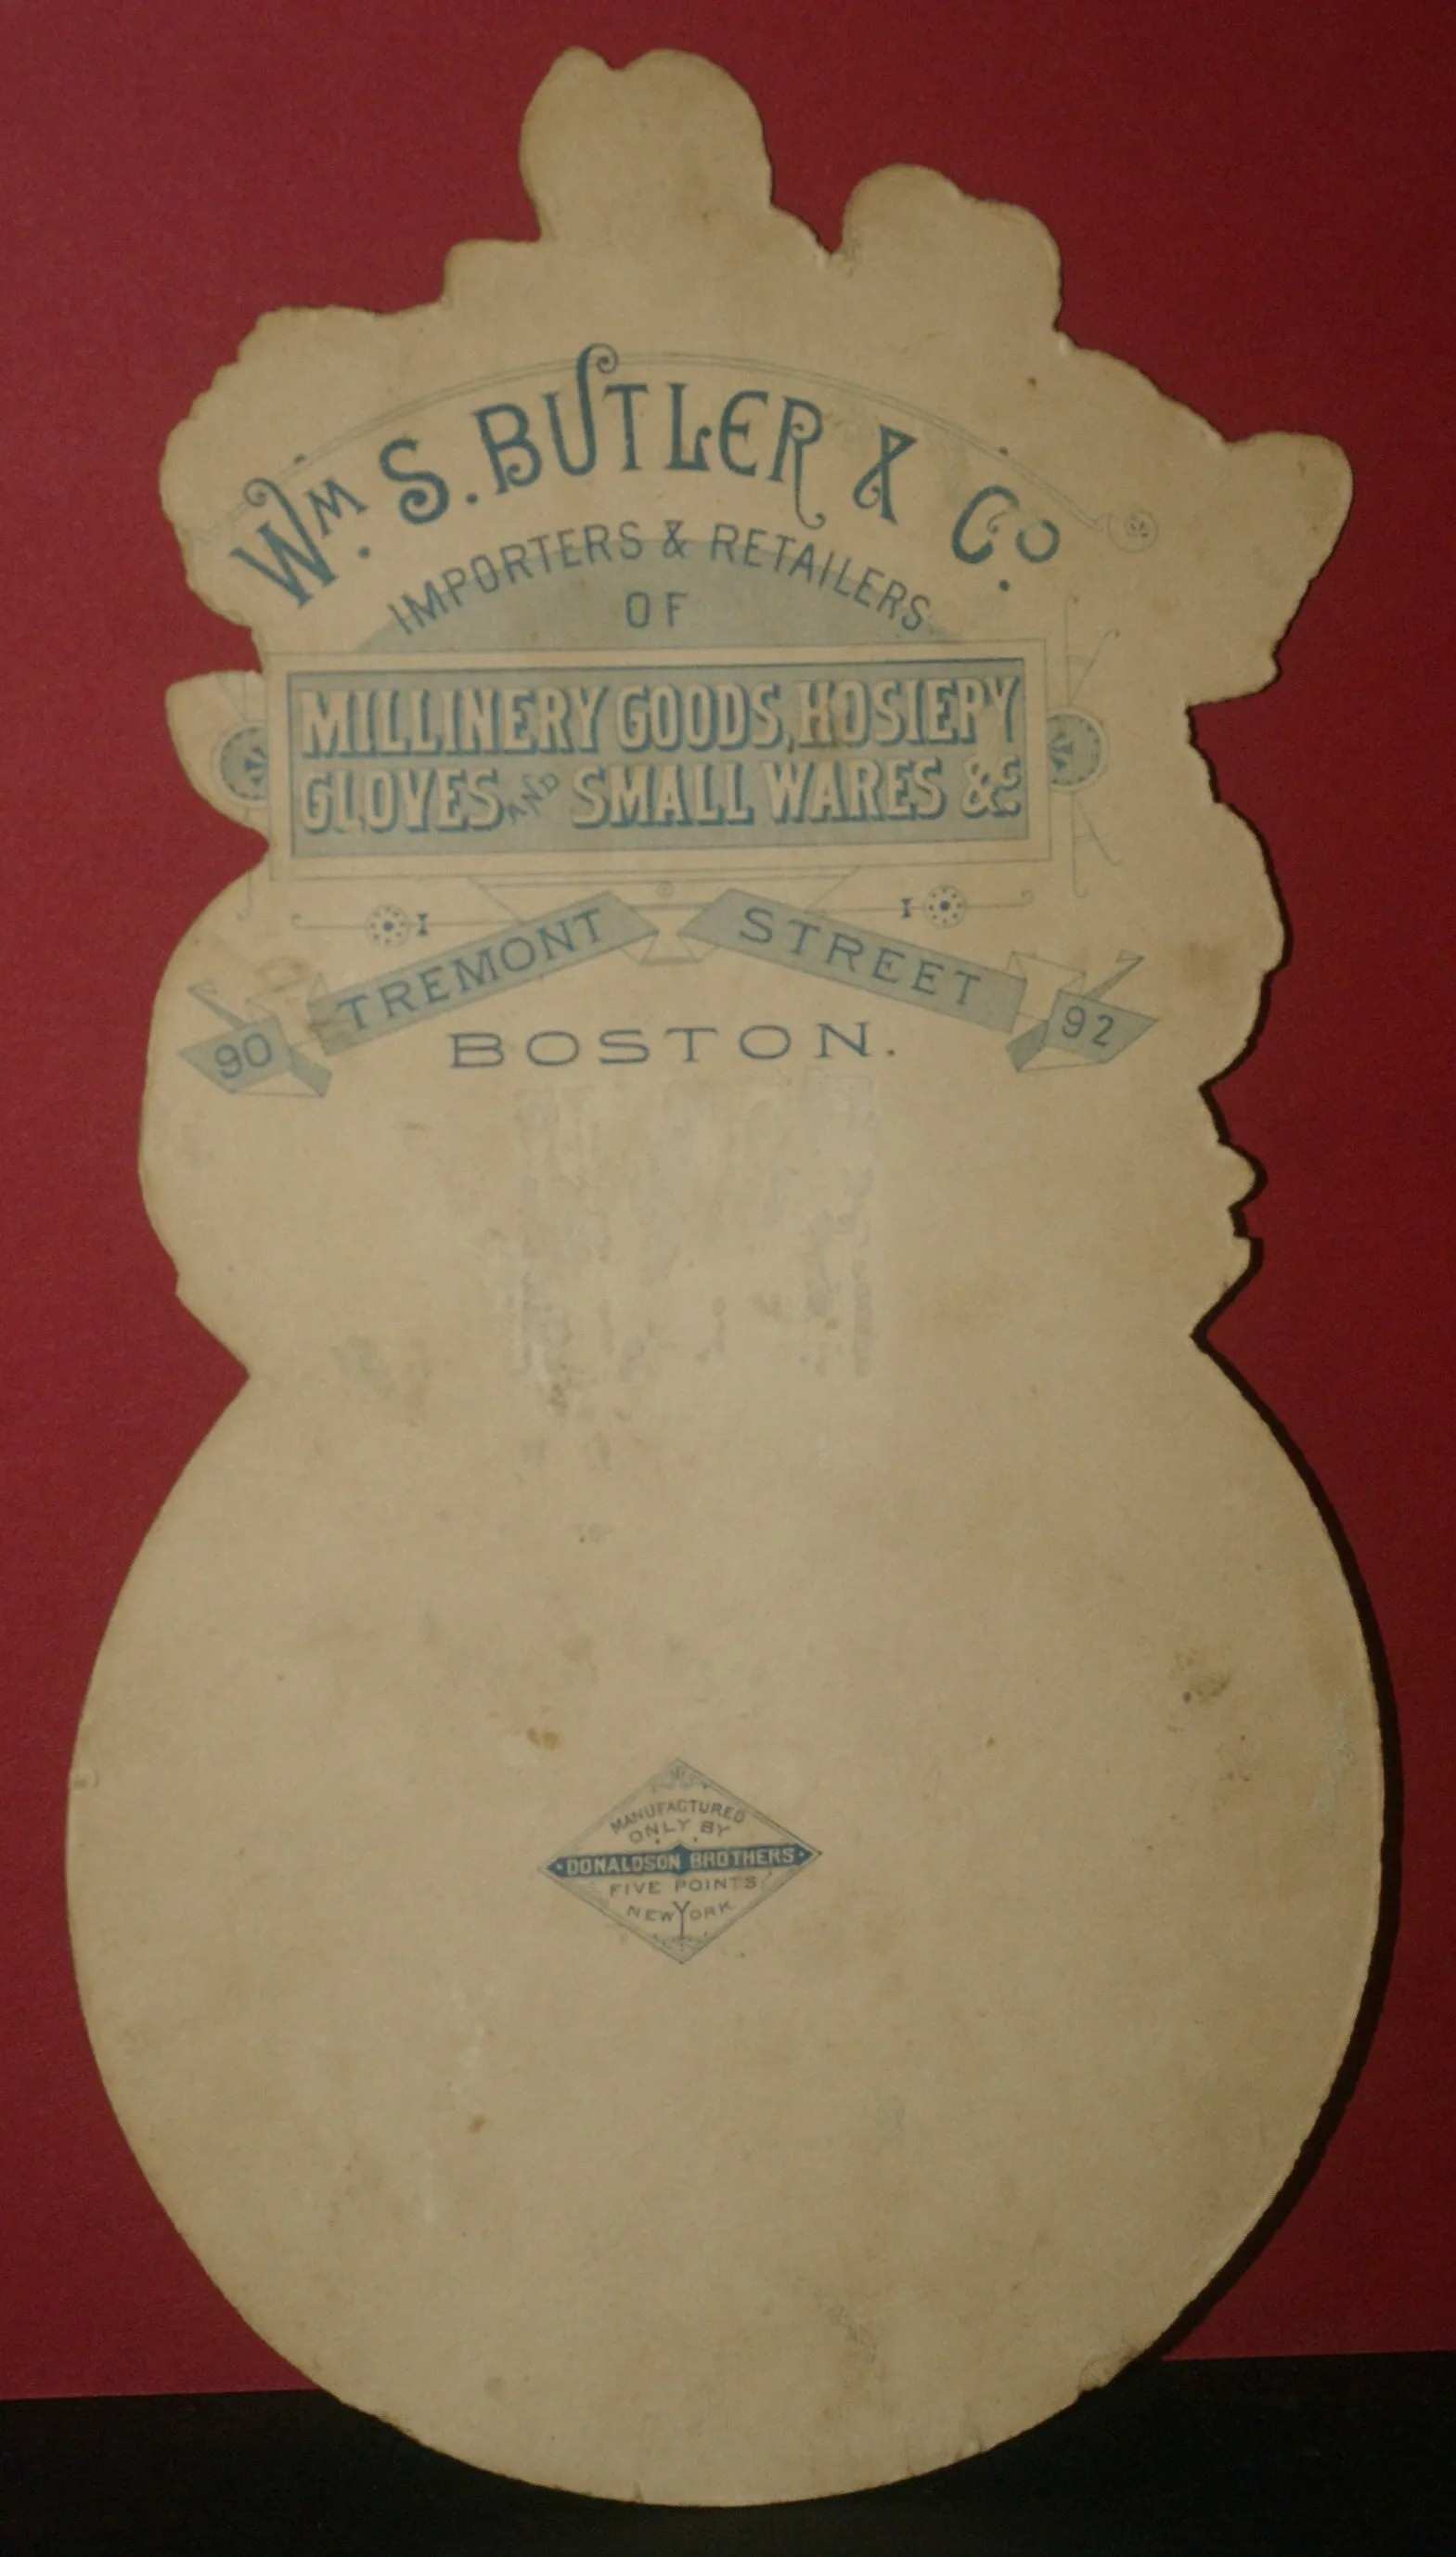 Wm. S. BUTLER & Co.
IMPORTERS & RETAILERS
OF
MILLINERY GOODS, HOSIERY
GLOVES AND SMALL WARES &C
90 TREMONT STREET 92
BOSTON.
MANUFACTURED
ONLY BY
DONALDSON BROTHERS
FIVE POINTS
NEW YORK